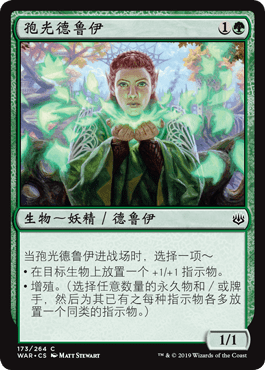 孢光德鲁伊 1
生物～妖精／德鲁伊
当孢光德鲁伊进战场时，选择一项～
• 在目标生物上放置一个 +1/+1 指示物。
• 增殖。（选择任意数量的永久物和／或牌
手，然后为其已有之每种指示物各多放
置一个同类的指示物。）
1/1
173/264 C
WAR • CS MATT STEWART
™ & © 2019 Wizards of the Coast